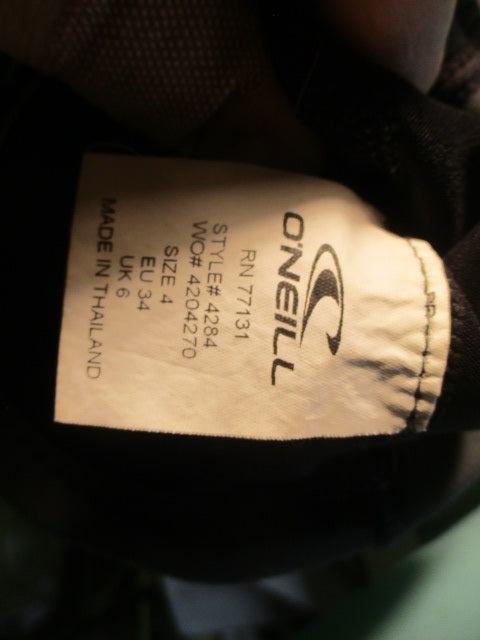 O'NEILL
RN 77131
STYLE# 4284
WO# 4204270
SIZE 4
EU 34
UK 6
MADE IN THAILAND